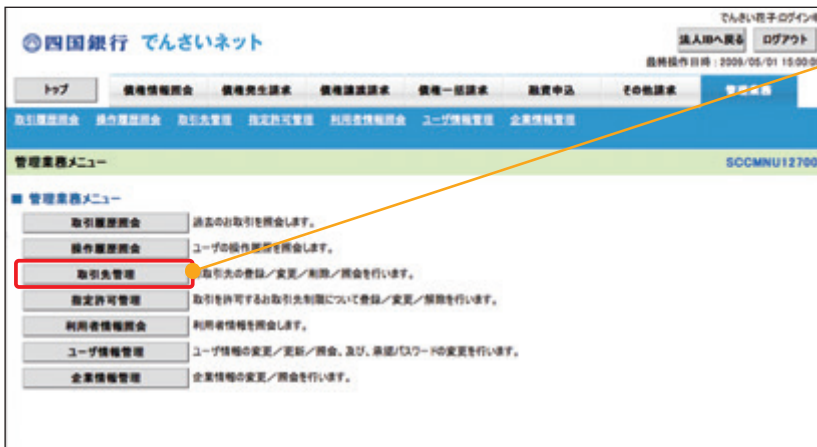 でんさい花子:ログイン中
四国銀行 でんさいネット
法人IBへ戻る ログアウト
最終操作日時：2009/05/01 15:00:00
トップ 債権情報照会 債権発生請求 債権譲渡請求 債権一括請求 融資申込 その他請求 管理業務
取引履歴照会 操作履歴照会 取引先管理 指定許可管理 利用者情報照会 ユーザ情報管理 企業情報管理
管理業務メニュー SCCMNU12700
■ 管理業務メニュー
取引履歴照会 過去のお取引を照会します。
操作履歴照会 ユーザの操作履歴を照会します。
取引先管理 お取引先の登録／変更／削除／照会を行います。
指定許可管理 取引を許可するお取引先制限について登録／変更／解除を行います。
利用者情報照会 利用者情報を照会します。
ユーザ情報管理 ユーザ情報の変更／更新／照会、及び、承認パスワードの変更を行います。
企業情報管理 企業情報の変更／照会を行います。